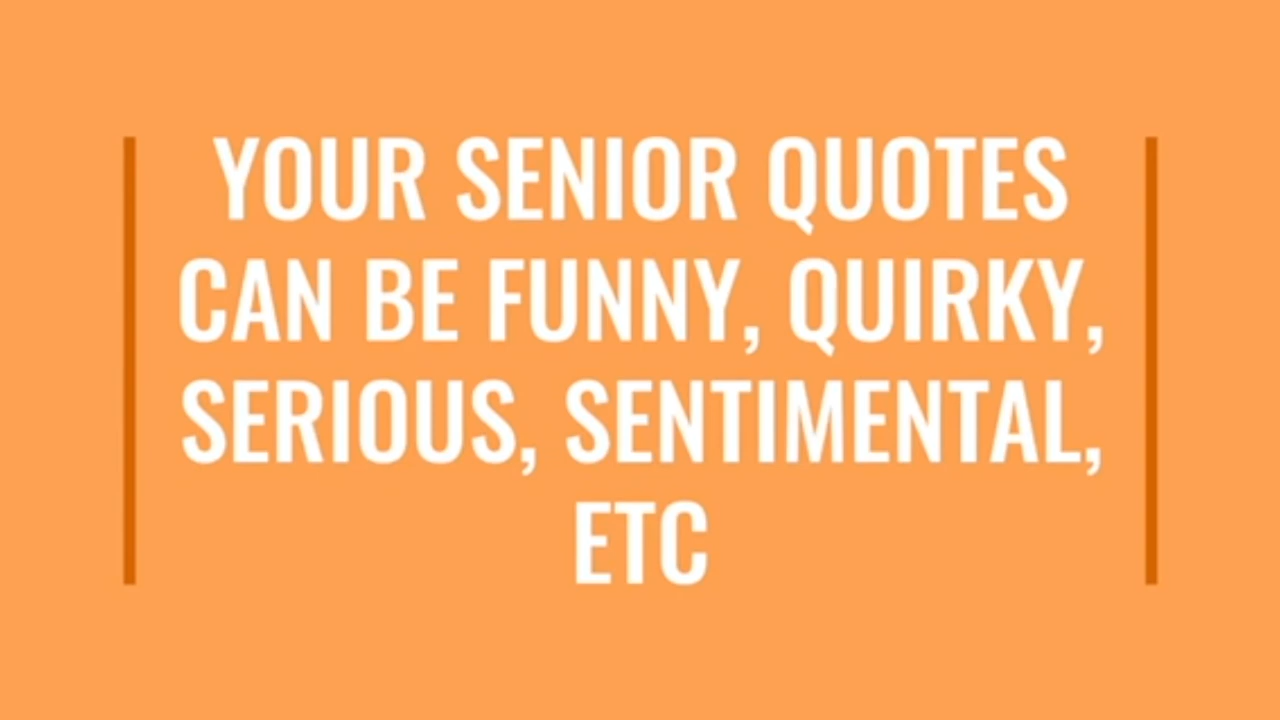 YOUR SENIOR QUOTES
CAN BE FUNNY, QUIRKY,
SERIOUS, SENTIMENTAL,
ETC